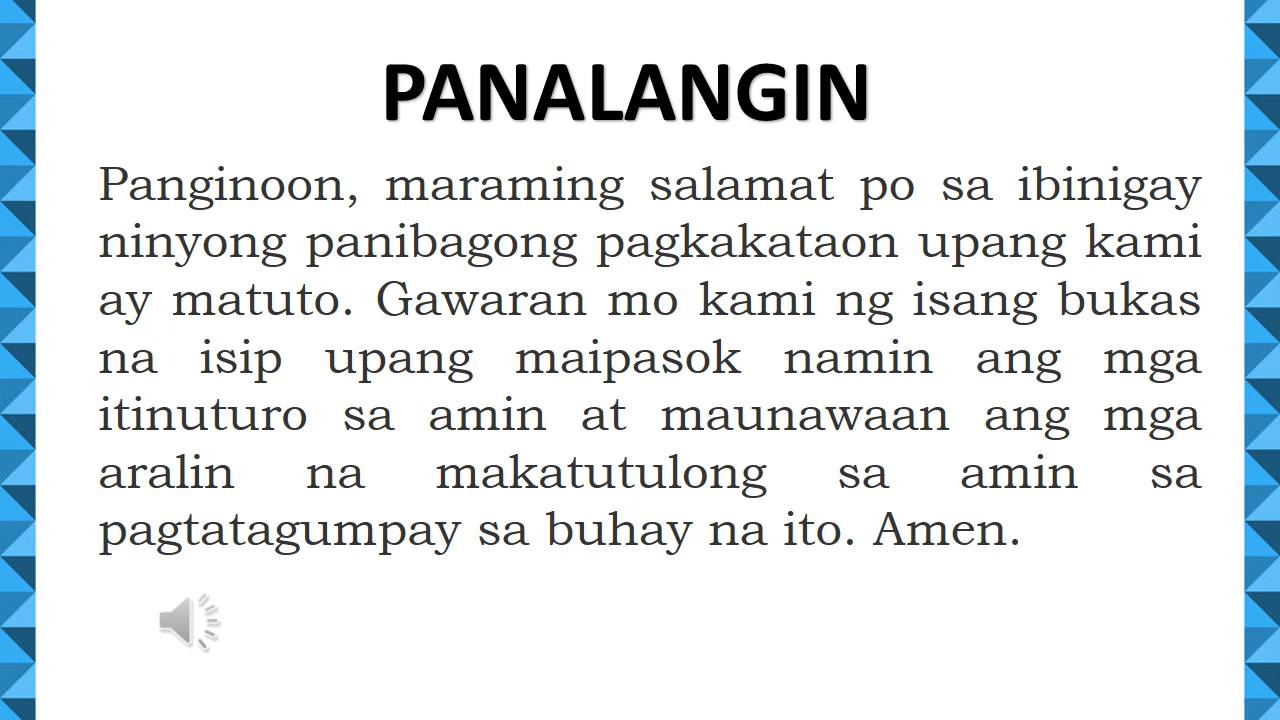 PANALANGIN
Panginoon, maraming salamat po sa ibinigay
ninyong panibagong pagkakataon upang kami
ay matuto. Gawaran mo kami ng isang bukas
na isip upang maipasok namin ang mga
itinuturo sa amin at maunawaan ang mga
aralin na makatutulong sa amin sa
pagtatagumpay sa buhay na ito. Amen.